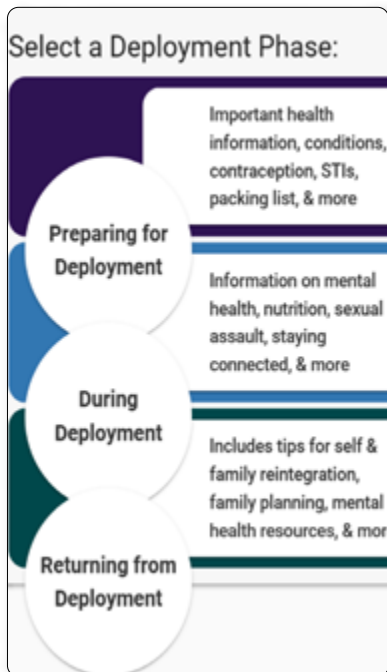 Select a Deployment Phase:
Important health
information, conditions,
contraception, STIs,
packing list, & more
Preparing for
Deployment
Information on mental
health, nutrition, sexual
assault, staying
connected, & more
During
Deployment
Includes tips for self &
family reintegration,
family planning, mental
health resources, & mor
Returning from
Deployment